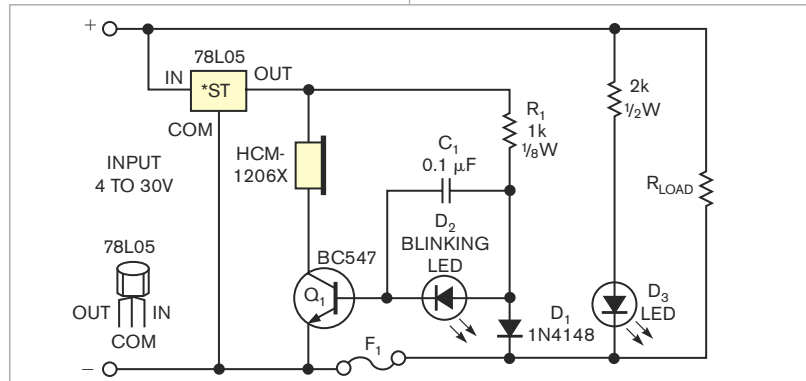 +
78L05
IN
*ST
OUT
COM
INPUT
4 TO 30V
HCM-
1206X
R1
1k
1/8W
C1
0.1 μF
2k
1/2W
RLOAD
D2
BLINKING
LED
BC547
Q1
78L05
OUT
IN
COM
D1
1N4148
D3
LED
F1
−